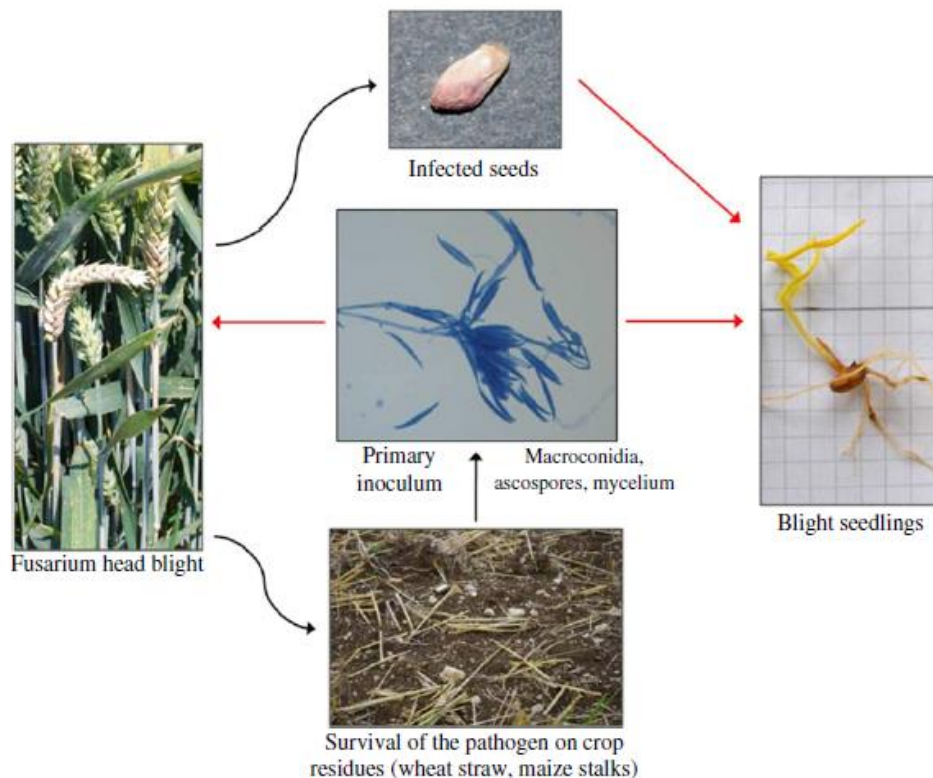 Infected seeds
Primary
inoculum
Macroconidia,
ascospores, mycelium
Blight seedlings
Fusarium head blight
Survival of the pathogen on crop
residues (wheat straw, maize stalks)